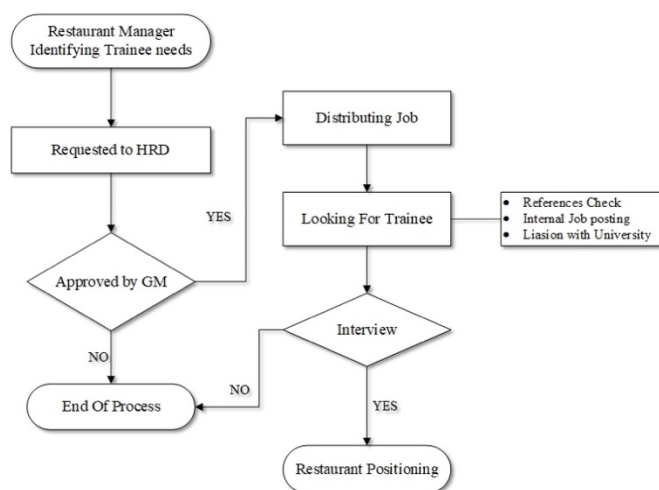 Restaurant Manager
Identifying Trainee needs
Requested to HRD
Approved by GM
YES
NO
End Of Process
Distributing Job
Looking For Trainee
• References Check
• Internal Job posting
• Liasion with University
Interview
NO
YES
Restaurant Positioning